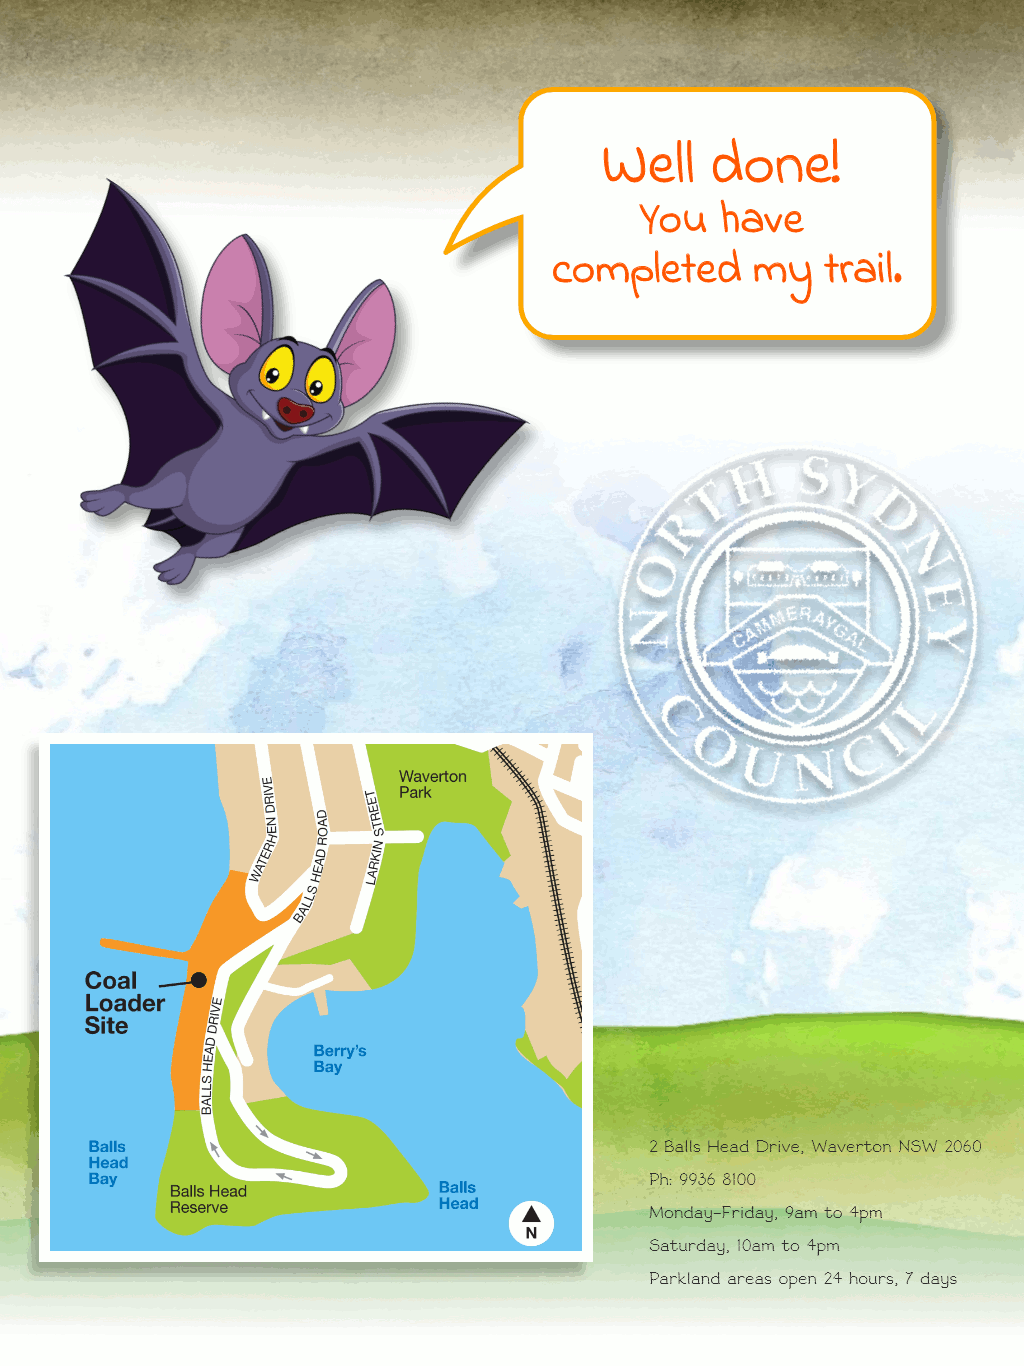 Well done!
You have
completed my trail.
NORTH SYDNEY
CAMMERAYGAL
COUNCIL
Waverton
Park
WATERHEN DRIVE
BALLS HEAD ROAD
LARKIN STREET
Coal
Loader
Site
BALLS HEAD DRIVE
Berry's
Bay
Balls
Head
Bay
Balls Head
Reserve
Balls
Head
N
2 Balls Head Drive, Waverton NSW 2060
Ph: 9936 8100
Monday-Friday, 9am to 4pm
Saturday, 10am to 4pm
Parkland areas open 24 hours, 7 days